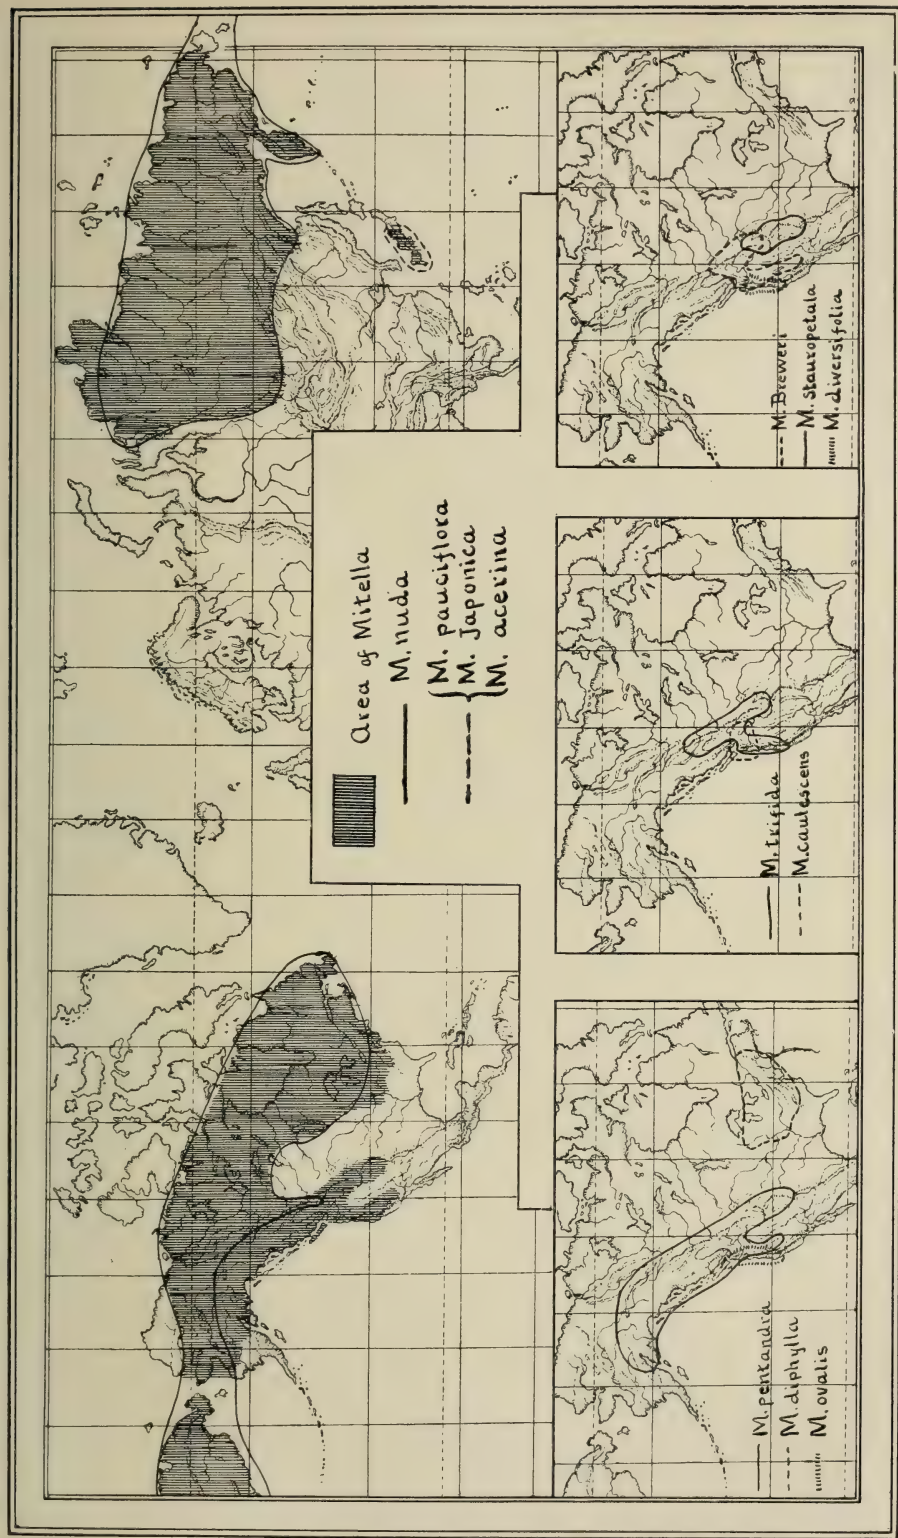 Area of Mitella
M. nuda
M. pauciflora
M. Japonica
M. acerina
M. pentandra
M. diphylla
M. ovalis
M. trifida
M. caulescens
M. Breweri
M. stauropetala
M. diversifolia